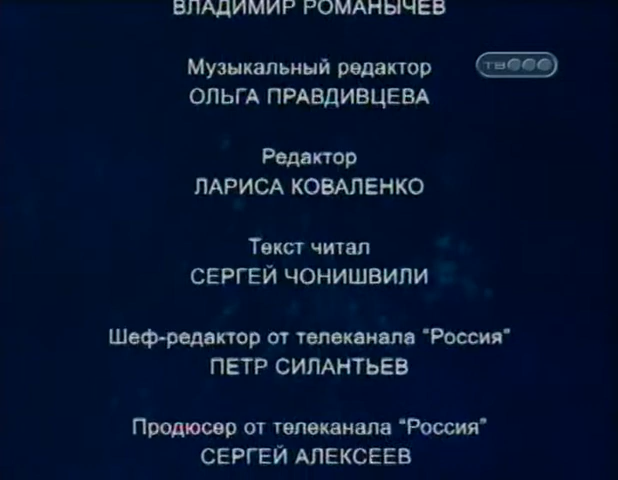 ВЛАДИМИР РОМАНЫЧЕВ
Музыкальный редактор
ТВ
ОЛЬГА ПРАВДИВЦЕВА
Редактор
ЛАРИСА КОВАЛЕНКО
Текст читал
СЕРГЕЙ ЧОНИШВИЛИ
Шеф-редактор от телеканала “Россия”
ПЕТР СИЛАНТЬЕВ
Продюсер от телеканала “Россия”
СЕРГЕЙ АЛЕКСЕЕВ